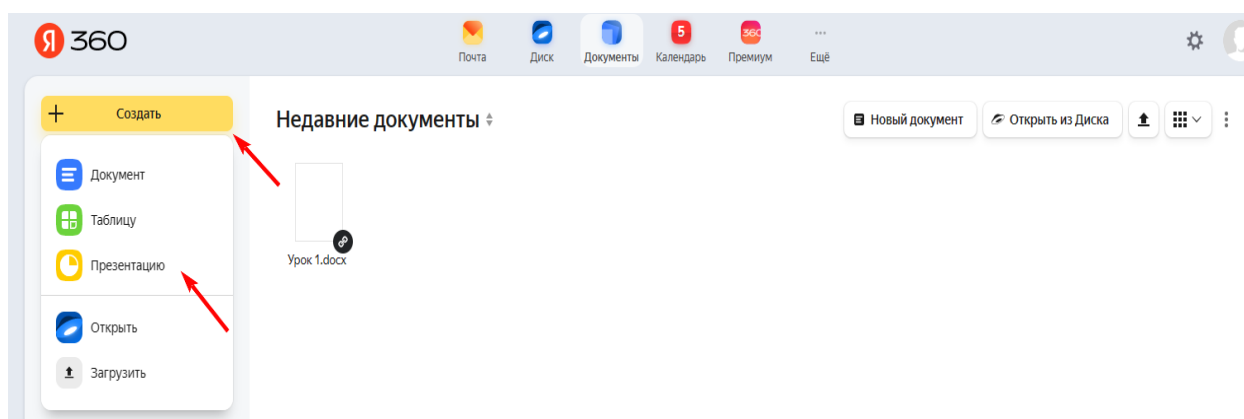 Я 360
5
360
Почта
Диск
Документы
Календарь
Премиум
Ещё
Создать
Документ
Таблицу
Презентацию
Открыть
Загрузить
Недавние документы
Новый документ
Открыть из Диска
Урок 1.docx